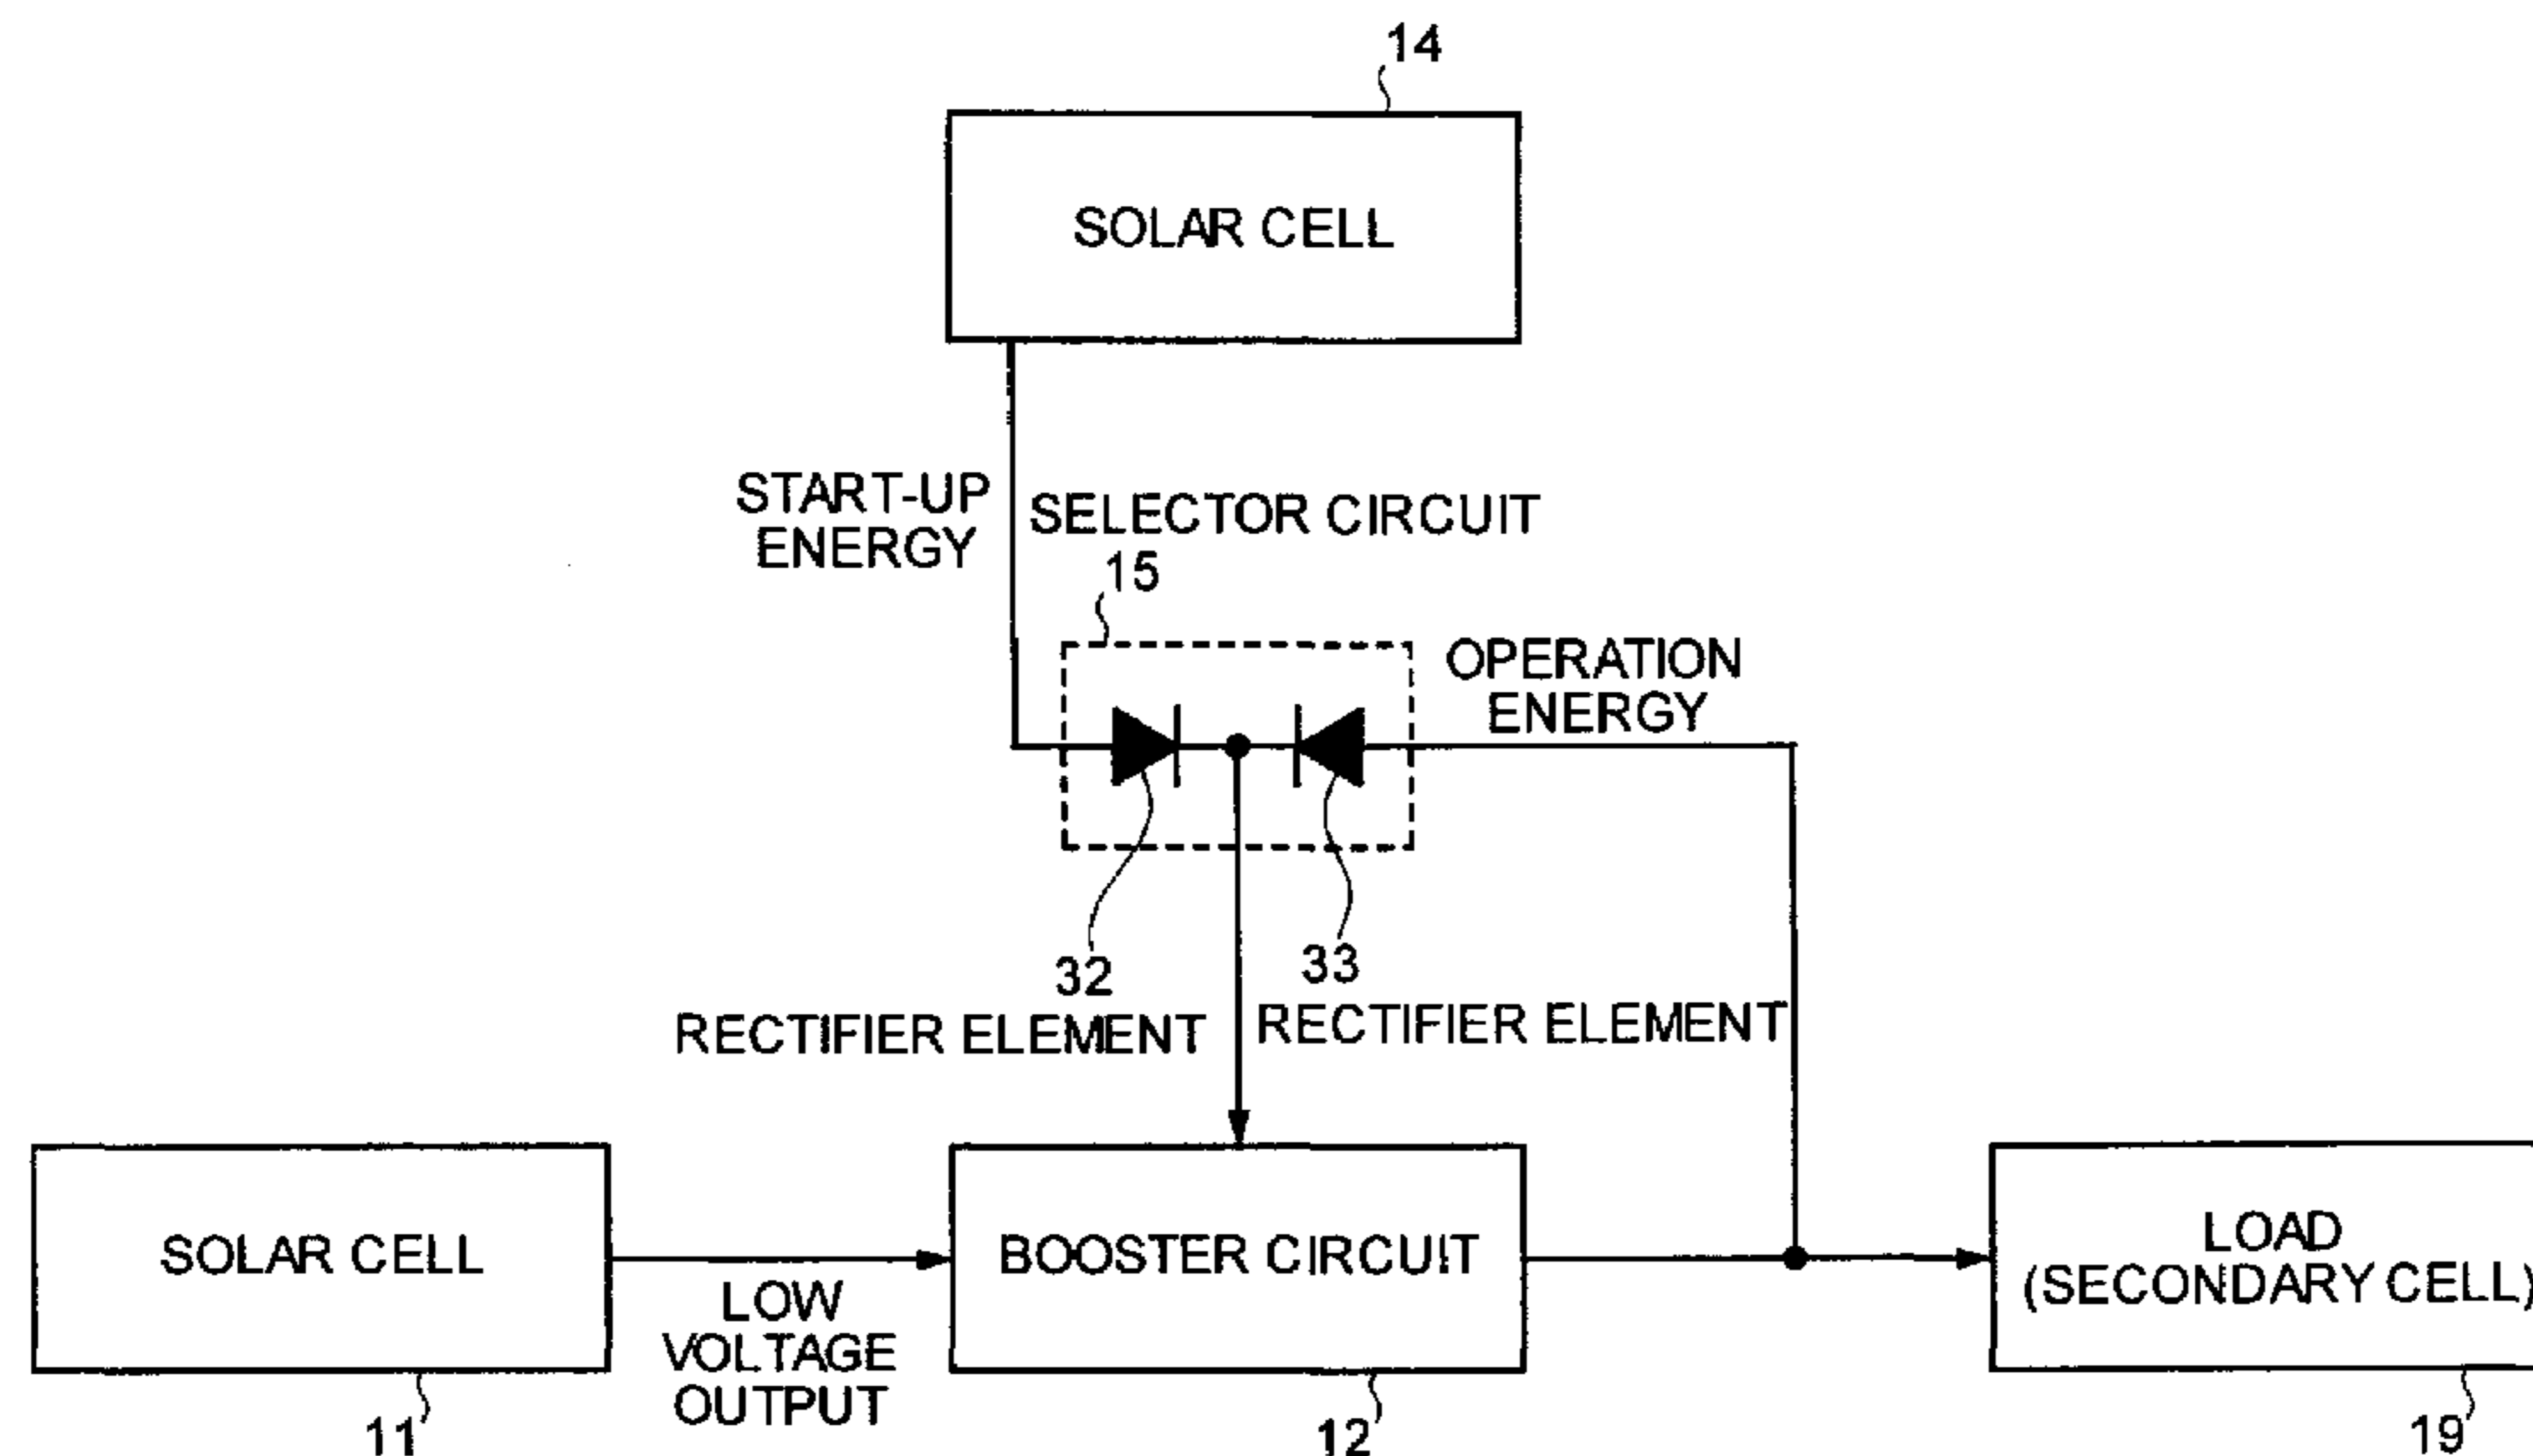 14
SOLAR CELL
START-UP
ENERGY
SELECTOR CIRCUIT
15
OPERATION
ENERGY
32
RECTIFIER ELEMENT
33
RECTIFIER ELEMENT
SOLAR CELL
LOW
VOLTAGE
OUTPUT
BOOSTER CIRCUIT
LOAD
(SECONDARY CELL)
11
12
19